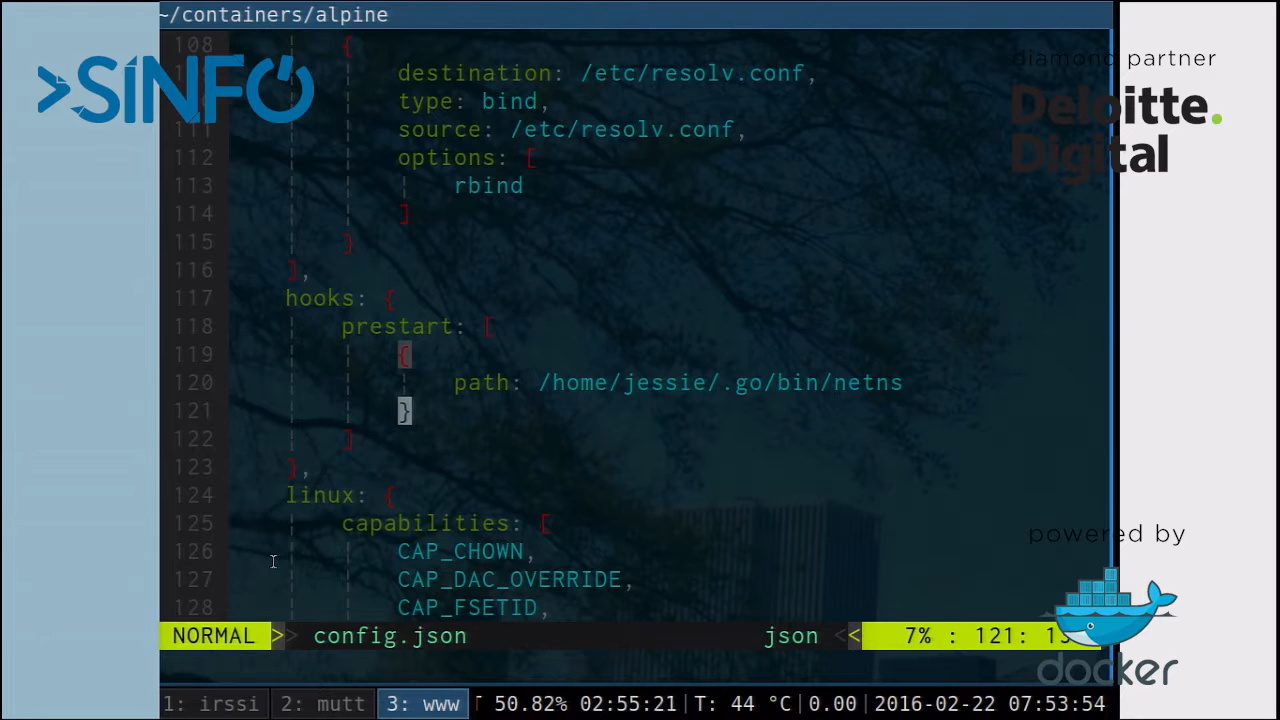 ~/containers/alpine
>SINFO
diamond partner
Deloitte.
Digital
108 {
destination: /etc/resolv.conf,
type: bind,
111 source: /etc/resolv.conf,
112 options: [
113 rbind
114 ]
115 }
116 ],
117 hooks: {
118 prestart: [
119 {
120 path: /home/jessie/.go/bin/netns
121 }
122 ]
123 },
124 linux: {
125 capabilities: [
126 CAP_CHOWN,
127 CAP_DAC_OVERRIDE,
128 CAP_FSETID,
powered by
docker
NORMAL >> config.json json << 7% : 121:
1: irssi 2: mutt 3: www 50.82% 02:55:21|T: 44 °C|0.00|2016-02-22 07:53:54